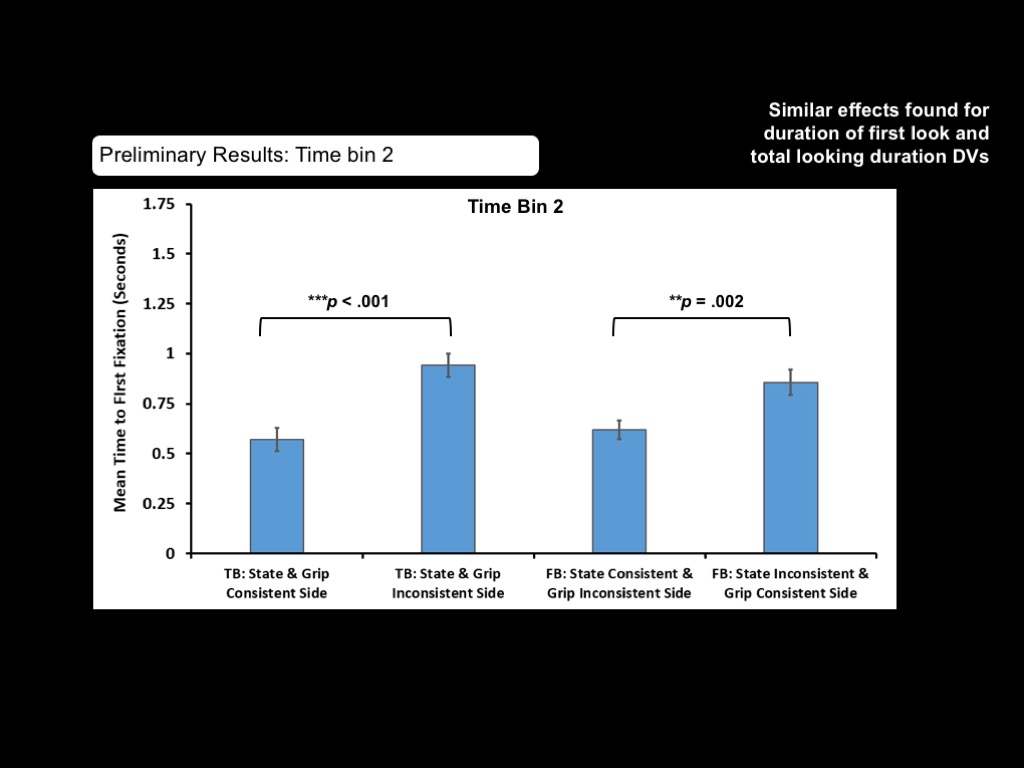 Similar effects found for
duration of first look and
total looking duration DVs
Preliminary Results: Time bin 2
Time Bin 2
Mean Time to FIrst Fixation (Seconds)
1.75
1.5
1.25
1
0.75
0.5
0.25
0
***p < .001
**p = .002
TB: State & Grip
Consistent Side
TB: State & Grip
Inconsistent Side
FB: State Consistent &
Grip Inconsistent Side
FB: State Inconsistent &
Grip Consistent Side